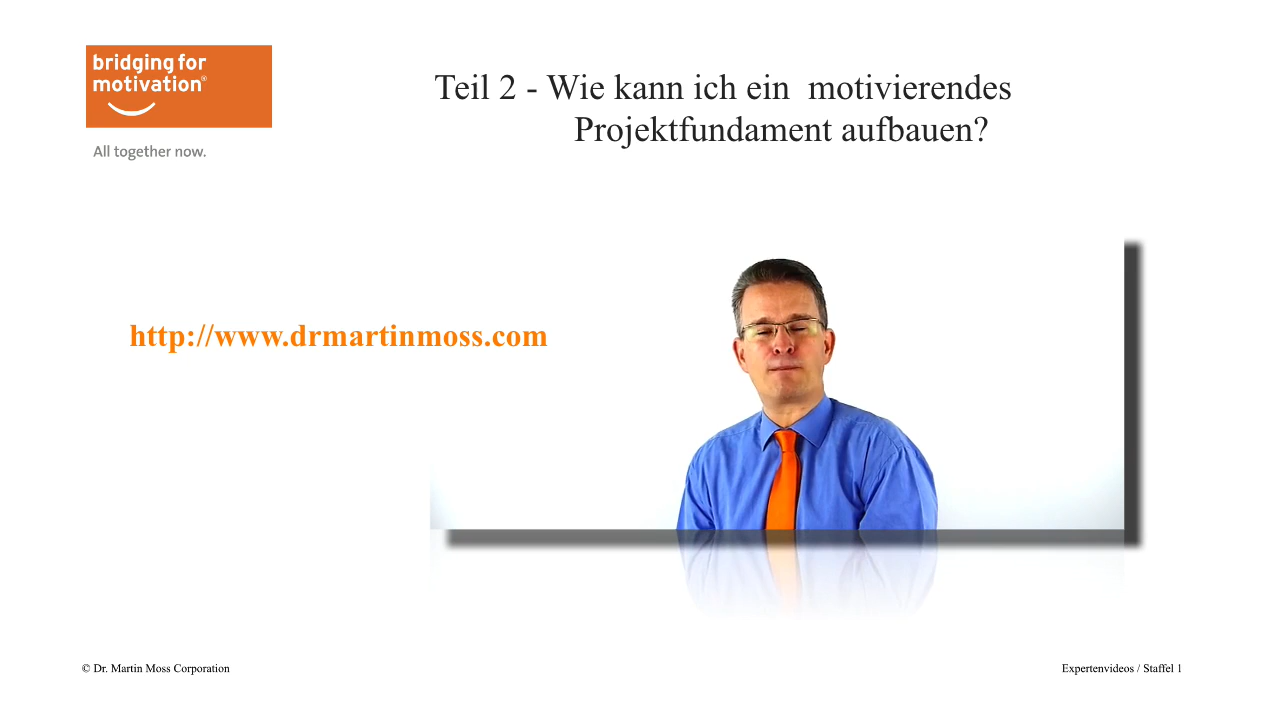 bridging for
motivation®
All together now.
Teil 2 - Wie kann ich ein  motivierendes
Projektfundament aufbauen?
http://www.drmartinmoss.com
© Dr. Martin Moss Corporation
Expertenvideos / Staffel 1